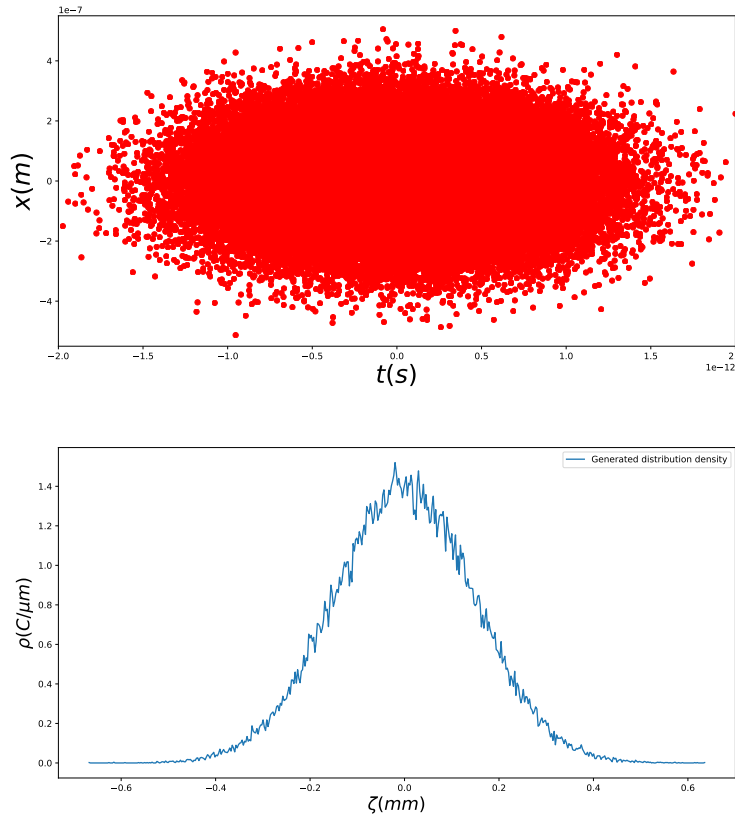 1e−7
4
2
0
−2
−4
x(m)
−2.0 −1.5 −1.0 −0.5 0.0 0.5 1.0 1.5 2
1e−12
t(s)
Generated distribution density
1.4
1.2
1.0
0.8
0.6
0.4
0.2
0.0
ρ(C/μm)
−0.6 −0.4 −0.2 0.0 0.2 0.4 0.6
ζ(mm)